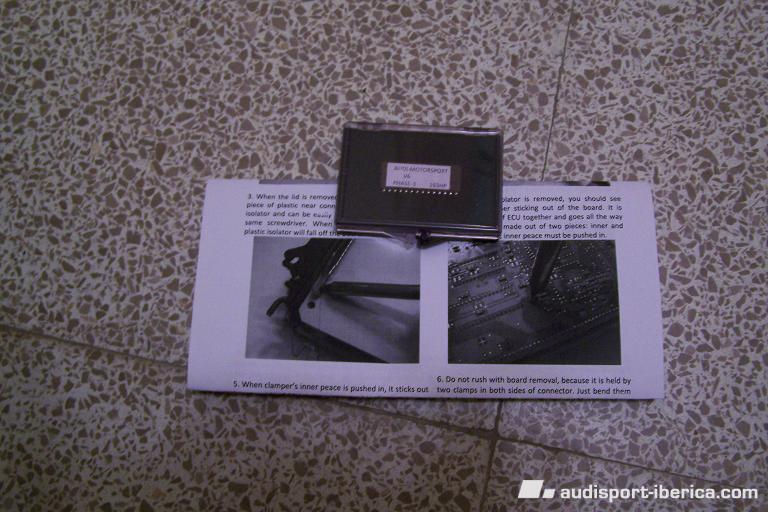 AUDI-MOTORSPORT
V6
PHASE-1 203HP
3. When the lid is removed
piece of plastic near conn
isolator and can be easily
same screwdriver. When
plastic isolator will fall off th
olator is removed, you should see
er sticking out of the board. It is
f ECU together and goes all the way
made out of two pieces: inner and
inner peace must be pushed in.
5. When clamper's inner peace is pushed in, it sticks out
6. Do not rush with board removal, because it is held by
two clamps in both sides of connector. Just bend them
audisport-iberica.com